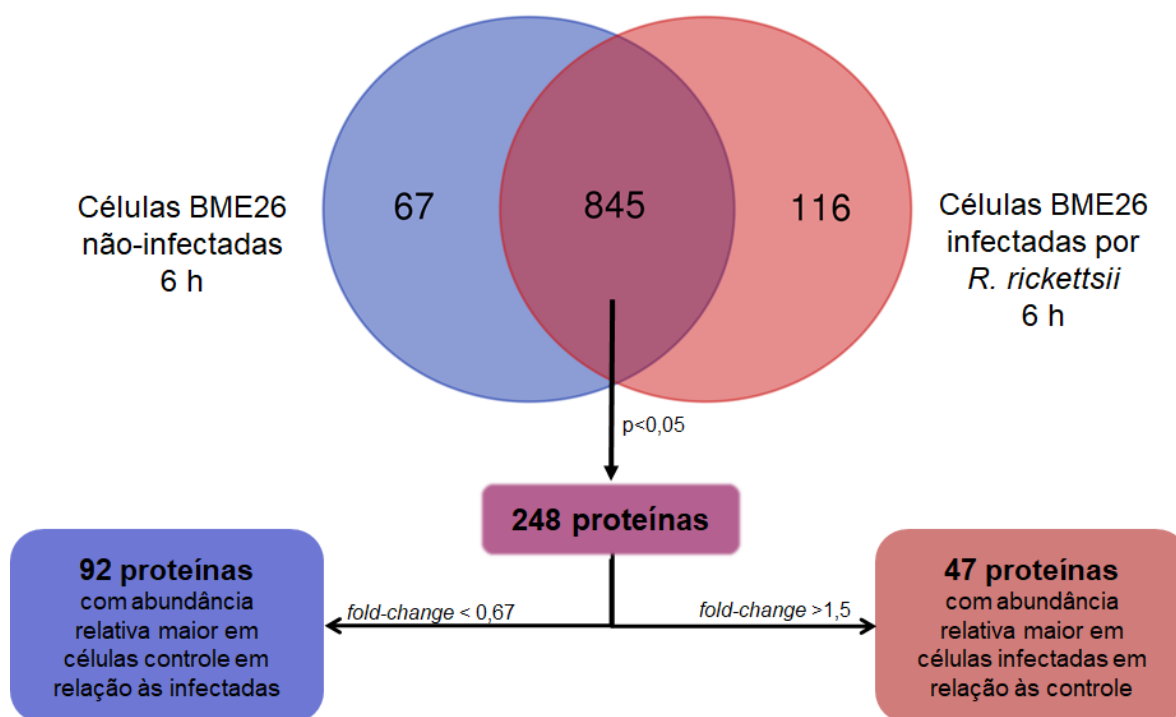 Células BME26
não-infectadas
6 h
67
845
116
Células BME26
infectadas por
R. rickettsii
6 h
p<0,05
248 proteínas
92 proteínas
com abundância
relativa maior em
células controle em
relação às infectadas
fold-change < 0,67
fold-change >1,5
47 proteínas
com abundância
relativa maior em
células infectadas em
relação às controle